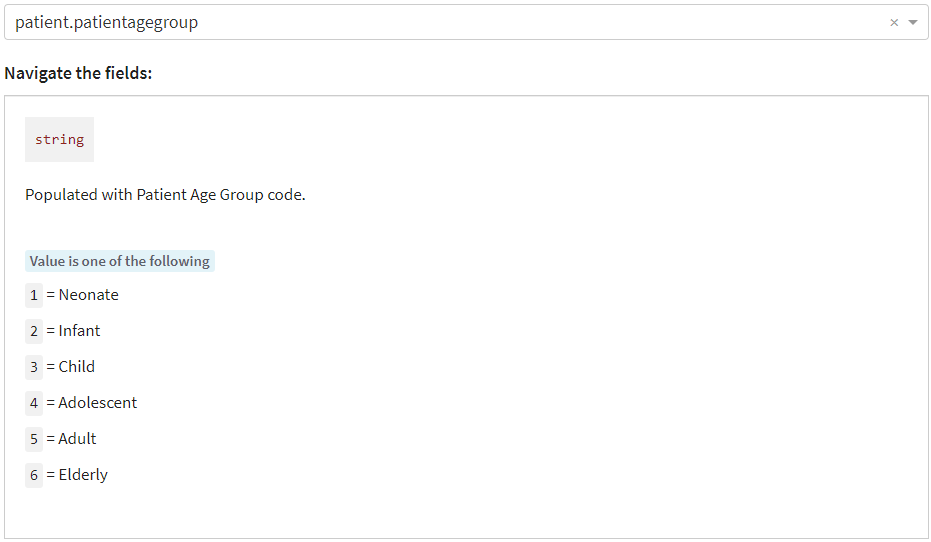 patient.patientagegroup
Navigate the fields:
string
Populated with Patient Age Group code.
Value is one of the following
1 = Neonate
2 = Infant
3 = Child
4 = Adolescent
5 = Adult
6 = Elderly